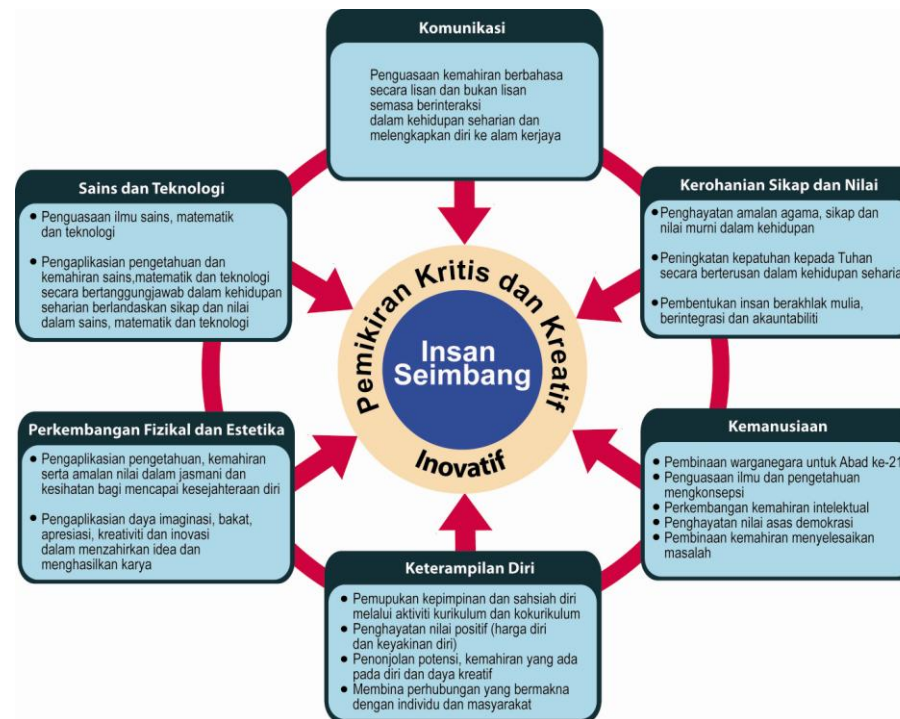 Komunikasi
Penguasaan kemahiran berbahasa
secara lisan dan bukan lisan
semasa berinteraksi
dalam kehidupan seharian dan
melengkapkan diri ke alam kerjaya
Sains dan Teknologi
• Penguasaan ilmu sains, matematik
dan teknologi
• Pengaplikasian pengetahuan dan
kemahiran sains,matematik dan teknologi
secara bertanggungjawab dalam kehidupan
seharian berlandaskan sikap dan nilai
dalam sains, matematik dan teknologi
Kerohanian Sikap dan Nilai
• Penghayatan amalan agama, sikap dan
nilai murni dalam kehidupan
• Peningkatan kepatuhan kepada Tuhan
secara berterusan dalam kehidupan seharia
• Pembentukan insan berakhlak mulia,
berintegrasi dan akauntabiliti
Pemikiran Kritis dan Kreatif
Insan
Seimbang
Inovatif
Perkembangan Fizikal dan Estetika
• Pengaplikasian pengetahuan, kemahiran
serta amalan nilai dalam jasmani dan
kesihatan bagi mencapai kesejahteraan diri
• Pengaplikasian daya imaginasi, bakat,
apresiasi, kreativiti dan inovasi
dalam menzahirkan idea dan
menghasilkan karya
Kemanusiaan
• Pembinaan warganegara untuk Abad ke-21
• Penguasaan ilmu dan pengetahuan
mengkonsepsi
• Perkembangan kemahiran intelektual
• Penghayatan nilai asas demokrasi
• Pembinaan kemahiran menyelesaikan
masalah
Keterampilan Diri
• Pemupukan kepimpinan dan sahsiah diri
melalui aktiviti kurikulum dan kokurikulum
• Penghayatan nilai positif (harga diri
dan keyakinan diri)
• Penonjolan potensi, kemahiran yang ada
pada diri dan daya kreatif
• Membina perhubungan yang bermakna
dengan individu dan masyarakat